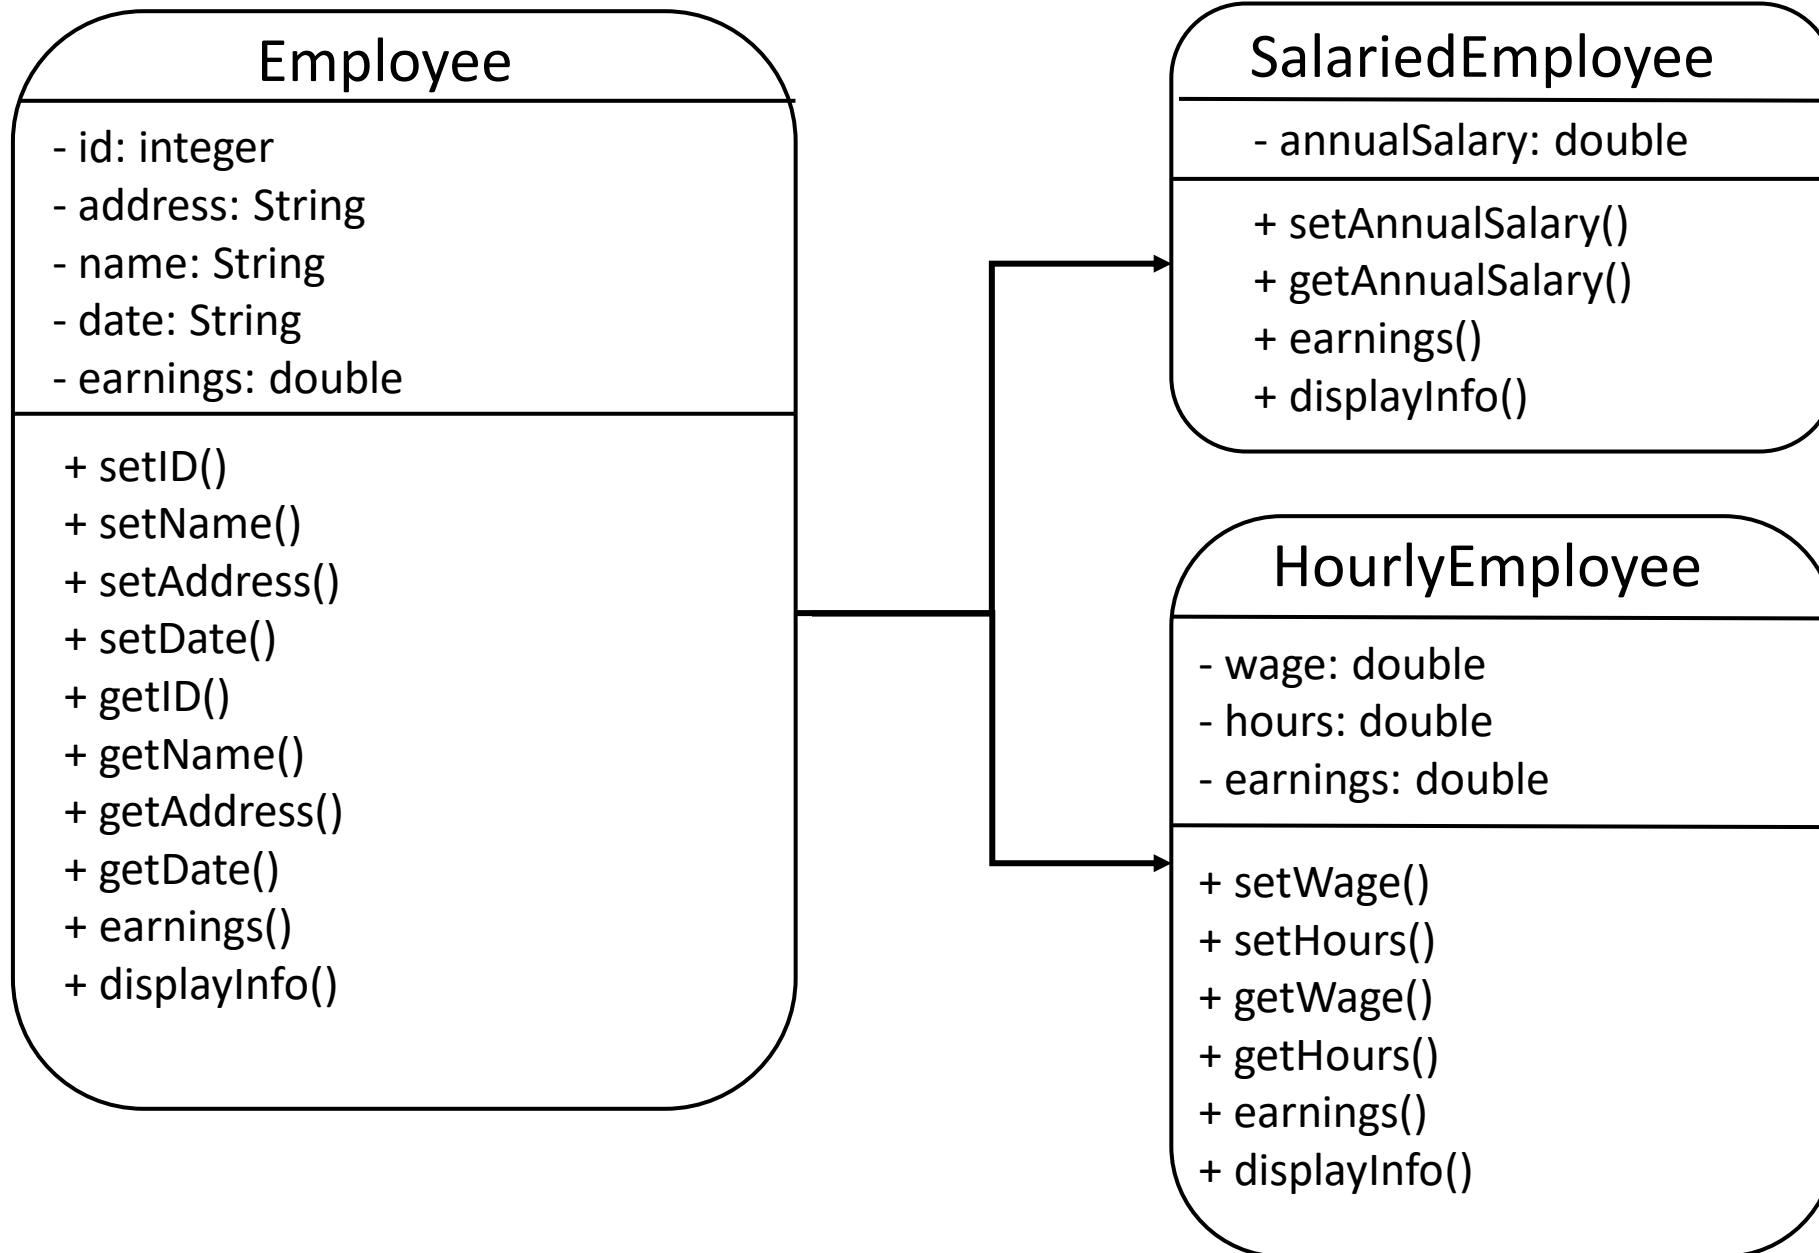 Employee
- id: integer
- address: String
- name: String
- date: String
- earnings: double
+ setID()
+ setName()
+ setAddress()
+ setDate()
+ getID()
+ getName()
+ getAddress()
+ getDate()
+ earnings()
+ displayInfo()
SalariedEmployee
- annualSalary: double
+ setAnnualSalary()
+ getAnnualSalary()
+ earnings()
+ displayInfo()
HourlyEmployee
- wage: double
- hours: double
- earnings: double
+ setWage()
+ setHours()
+ getWage()
+ getHours()
+ earnings()
+ displayInfo()